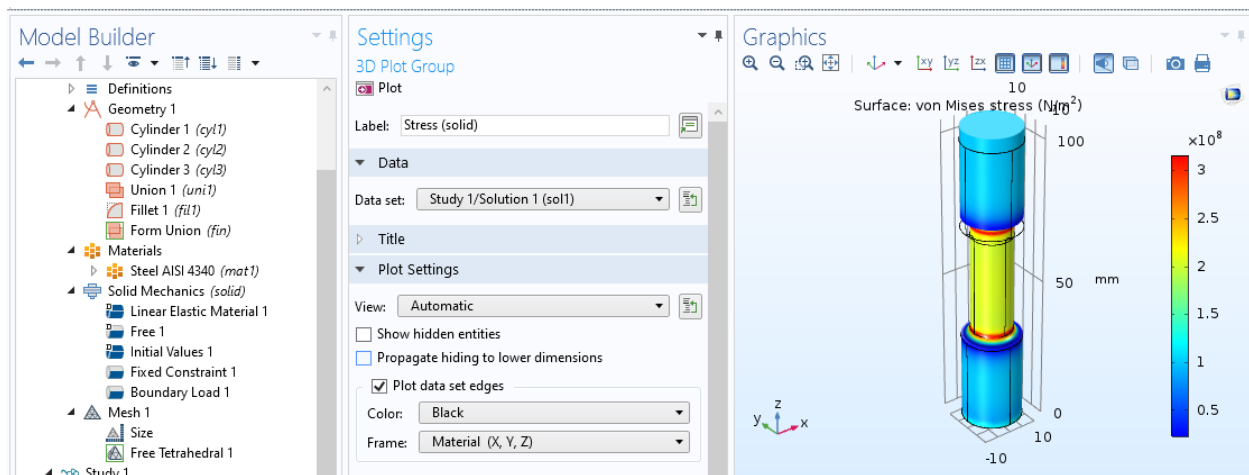 Model Builder
Definitions
Geometry 1
Cylinder 1 (cyl1)
Cylinder 2 (cyl2)
Cylinder 3 (cyl3)
Union 1 (uni1)
Fillet 1 (fil1)
Form Union (fin)
Materials
Steel AISI 4340 (mat1)
Solid Mechanics (solid)
Linear Elastic Material 1
Free 1
Initial Values 1
Fixed Constraint 1
Boundary Load 1
Mesh 1
Size
Free Tetrahedral 1
Study 1
Settings
3D Plot Group
Plot
Label: Stress (solid)
Data
Data set: Study 1/Solution 1 (sol1)
Title
Plot Settings
View: Automatic
Show hidden entities
Propagate hiding to lower dimensions
Plot data set edges
Color: Black
Frame: Material (X, Y, Z)
Graphics
xy yz zx
10
Surface: von Mises stress (N/m²)
-10
100
50
mm
0
10
-10
×10⁸
3
2.5
2
1.5
1
0.5
z
y
x